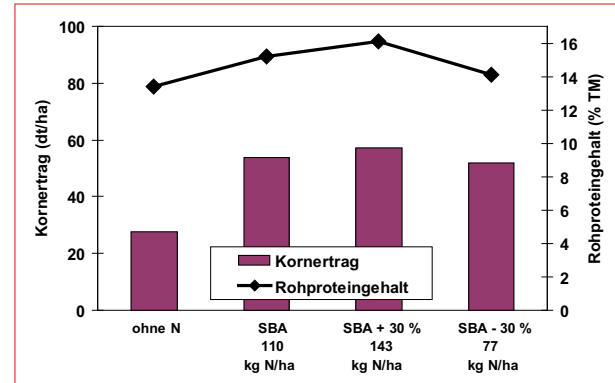 Kornertrag (dt/ha)
100
80
60
40
20
0
16
14
12
10
8
6
4
2
0
Rohproteingehalt (% TM)
Kornertrag
Rohproteingehalt
ohne N
SBA
110
kg N/ha
SBA + 30 %
143
kg N/ha
SBA - 30 %
77
kg N/ha